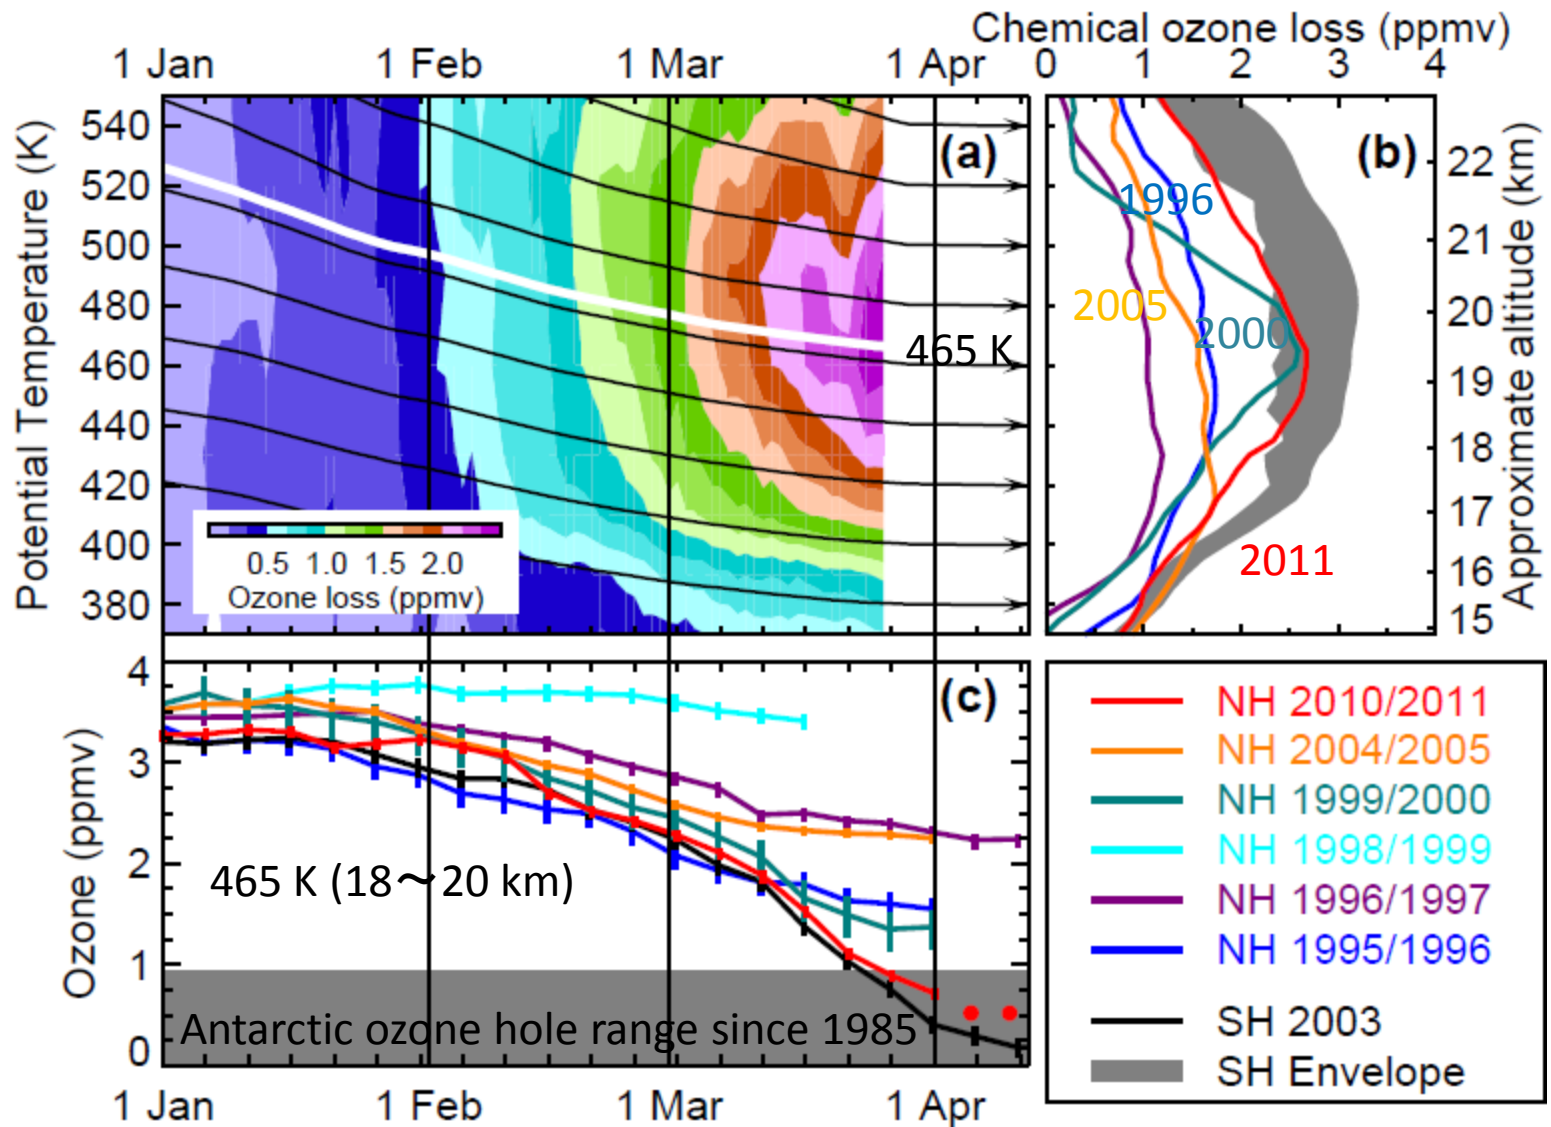 Chemical ozone loss (ppmv)
1 Jan 1 Feb 1 Mar 1 Apr 0 1 2 3 4
Potential Temperature (K)
540
520
500
480
460
440
420
400
380
(a)
465 K
0.5 1.0 1.5 2.0
Ozone loss (ppmv)
(b)
1996
2005
2000
2011
22
21
20
19
18
17
16
15
Approximate altitude (km)
Ozone (ppmv)
4
3
2
1
0
(c)
465 K (18～20 km)
Antarctic ozone hole range since 1985
1 Jan 1 Feb 1 Mar 1 Apr
NH 2010/2011
NH 2004/2005
NH 1999/2000
NH 1998/1999
NH 1996/1997
NH 1995/1996
SH 2003
SH Envelope